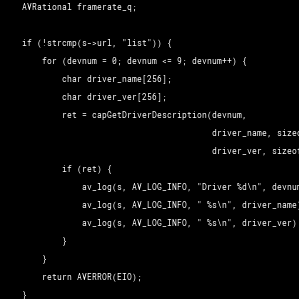 AVRational framerate_q;
if (!strcmp(s->url, "list")) {
for (devnum = 0; devnum <= 9; devnum++) {
char driver_name[256];
char driver_ver[256];
ret = capGetDriverDescription(devnum,
driver_name, sizeo
driver_ver, sizeof
if (ret) {
av_log(s, AV_LOG_INFO, "Driver %d\n", devnum
av_log(s, AV_LOG_INFO, " %s\n", driver_name)
av_log(s, AV_LOG_INFO, " %s\n", driver_ver)
}
}
return AVERROR(EIO);
}